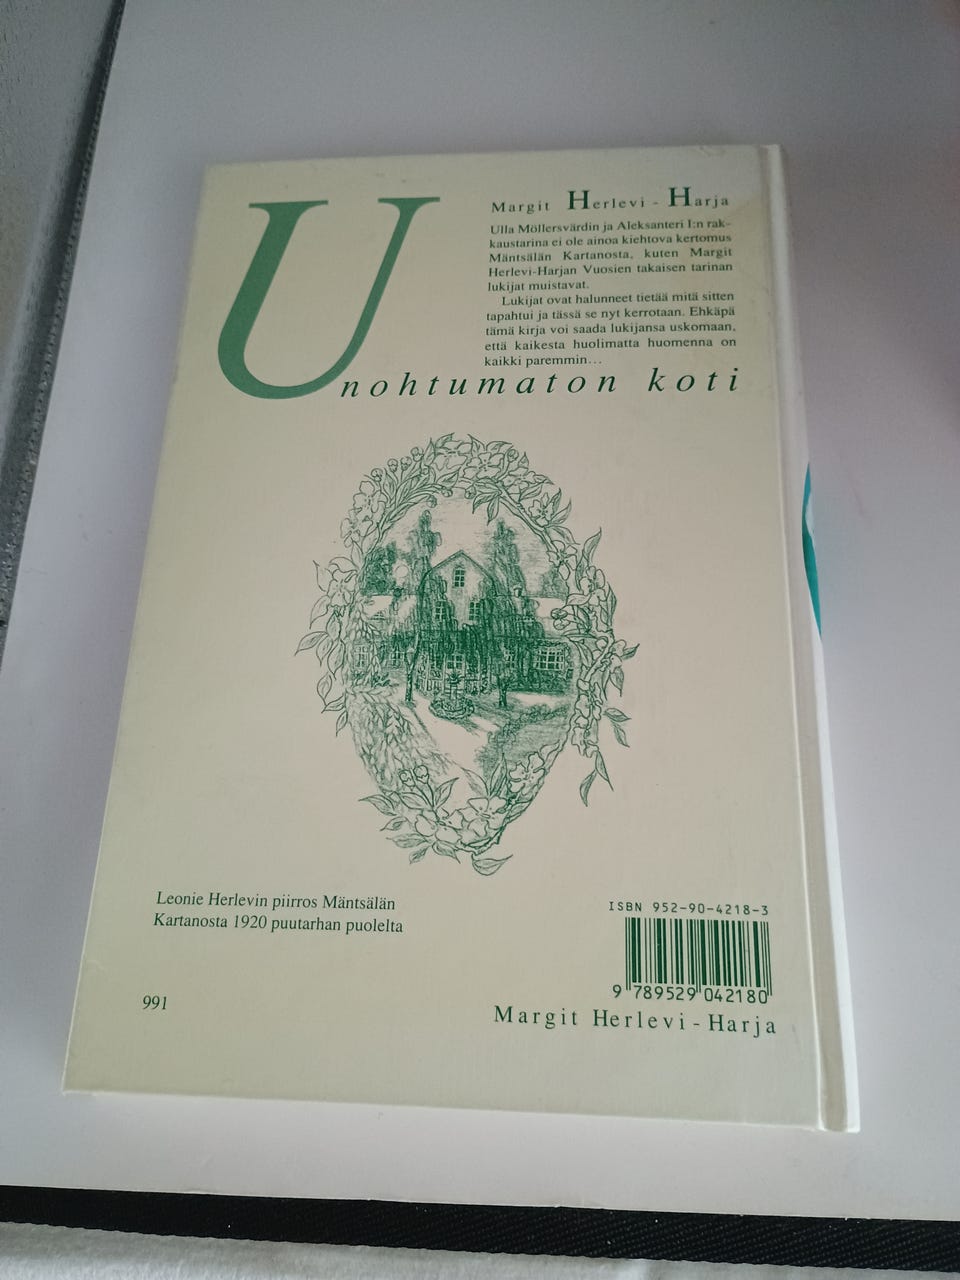 Margit Herlevi - Harja
Ulla Möllersvärdin ja Aleksanteri I:n rak-
kaustarina ei ole ainoa kiehtova kertomus
Mäntsälän Kartanosta, kuten Margit
Herlevi-Harjan Vuosien takaisen tarinan
lukijat muistavat.
Lukijat ovat halunneet tietää mitä sitten
tapahtui ja tässä se nyt kerrotaan. Ehkäpä
tämä kirja voi saada lukijansa uskomaan,
että kaikesta huolimatta huomenna on
kaikki paremmin...
Unohtumaton koti
Leonie Herlevin piirros Mäntsälän
Kartanosta 1920 puutarhan puolelta
ISBN 952-90-4218-3
9 789529 042180
991
Margit Herlevi-Harja